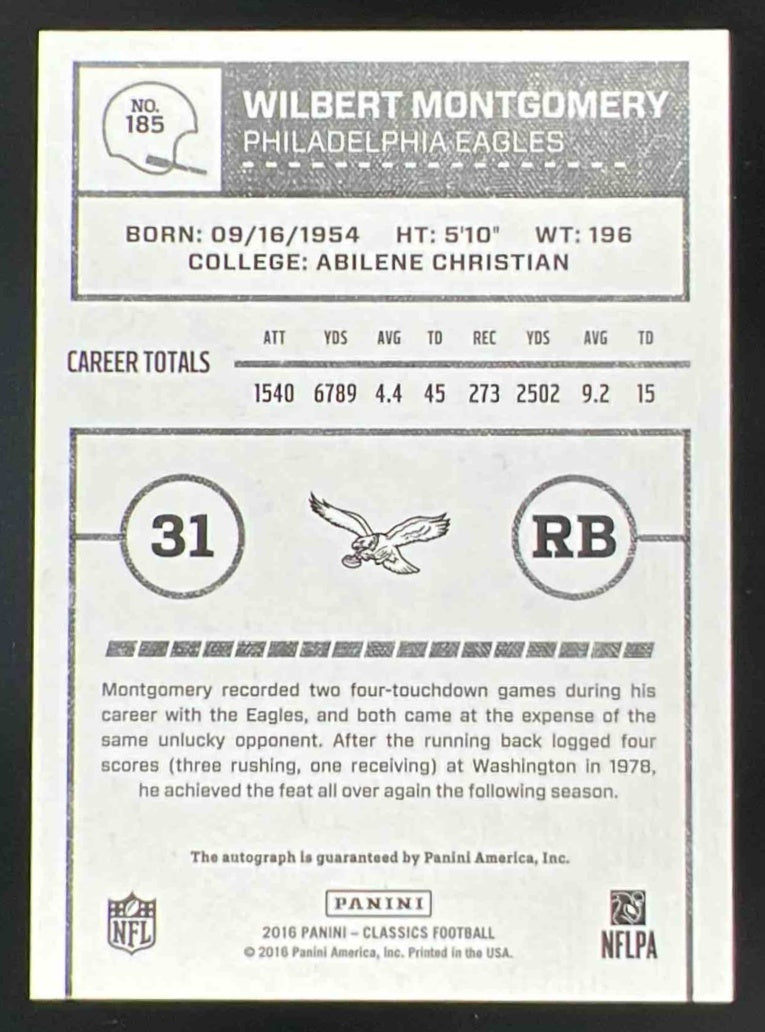 NO.
185
WILBERT MONTGOMERY
PHILADELPHIA EAGLES
BORN: 09/16/1954 HT: 5'10" WT: 196
COLLEGE: ABILENE CHRISTIAN
ATT YDS AVG TD REC YDS AVG TD
CAREER TOTALS
1540 6789 4.4 45 273 2502 9.2 15
31 RB
Montgomery recorded two four-touchdown games during his
career with the Eagles, and both came at the expense of the
same unlucky opponent. After the running back logged four
scores (three rushing, one receiving) at Washington in 1978,
he achieved the feat all over again the following season.
The autograph is guaranteed by Panini America, Inc.
PANINI
NFL
2016 PANINI – CLASSICS FOOTBALL
© 2016 Panini America, Inc. Printed in the USA.
NFLPA